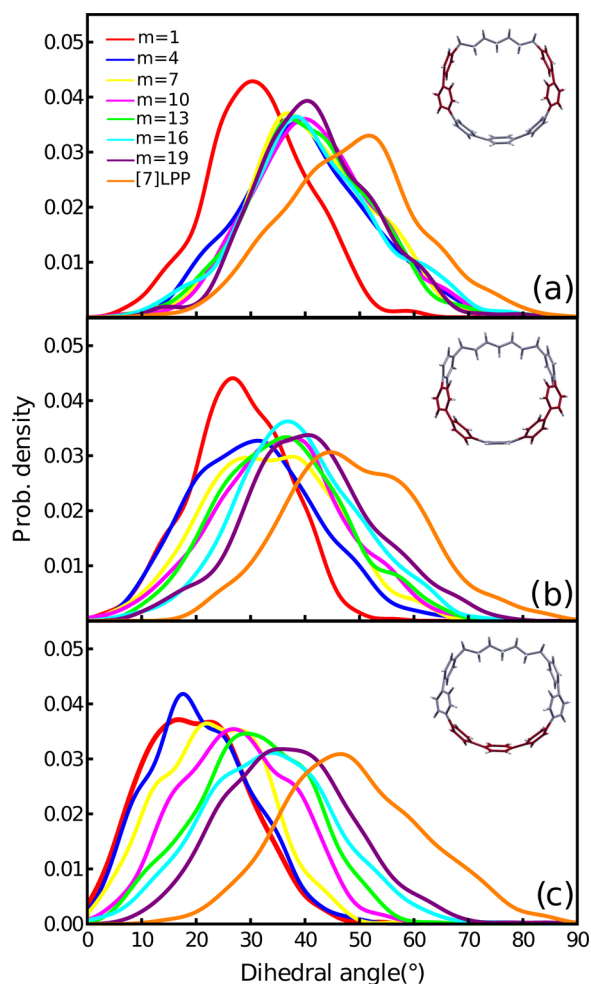 0.05
0.04
0.03
0.02
0.01
m=1
m=4
m=7
m=10
m=13
m=16
m=19
[7]LPP
(a)
0.05
0.04
0.03
0.02
0.01
Prob. density
(b)
0.05
0.04
0.03
0.02
0.01
0.00
(c)
0 10 20 30 40 50 60 70 80 90
Dihedral angle(°)